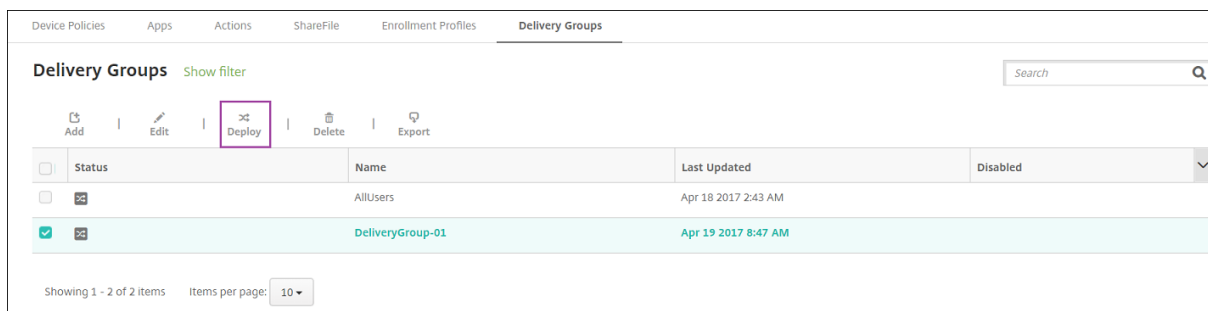 Device Policies Apps Actions ShareFile Enrollment Profiles Delivery Groups
Delivery Groups Show filter Search
Add | Edit | Deploy | Delete | Export
Status Name Last Updated Disabled
AllUsers Apr 18 2017 2:43 AM
DeliveryGroup-01 Apr 19 2017 8:47 AM
Showing 1 - 2 of 2 items Items per page: 10